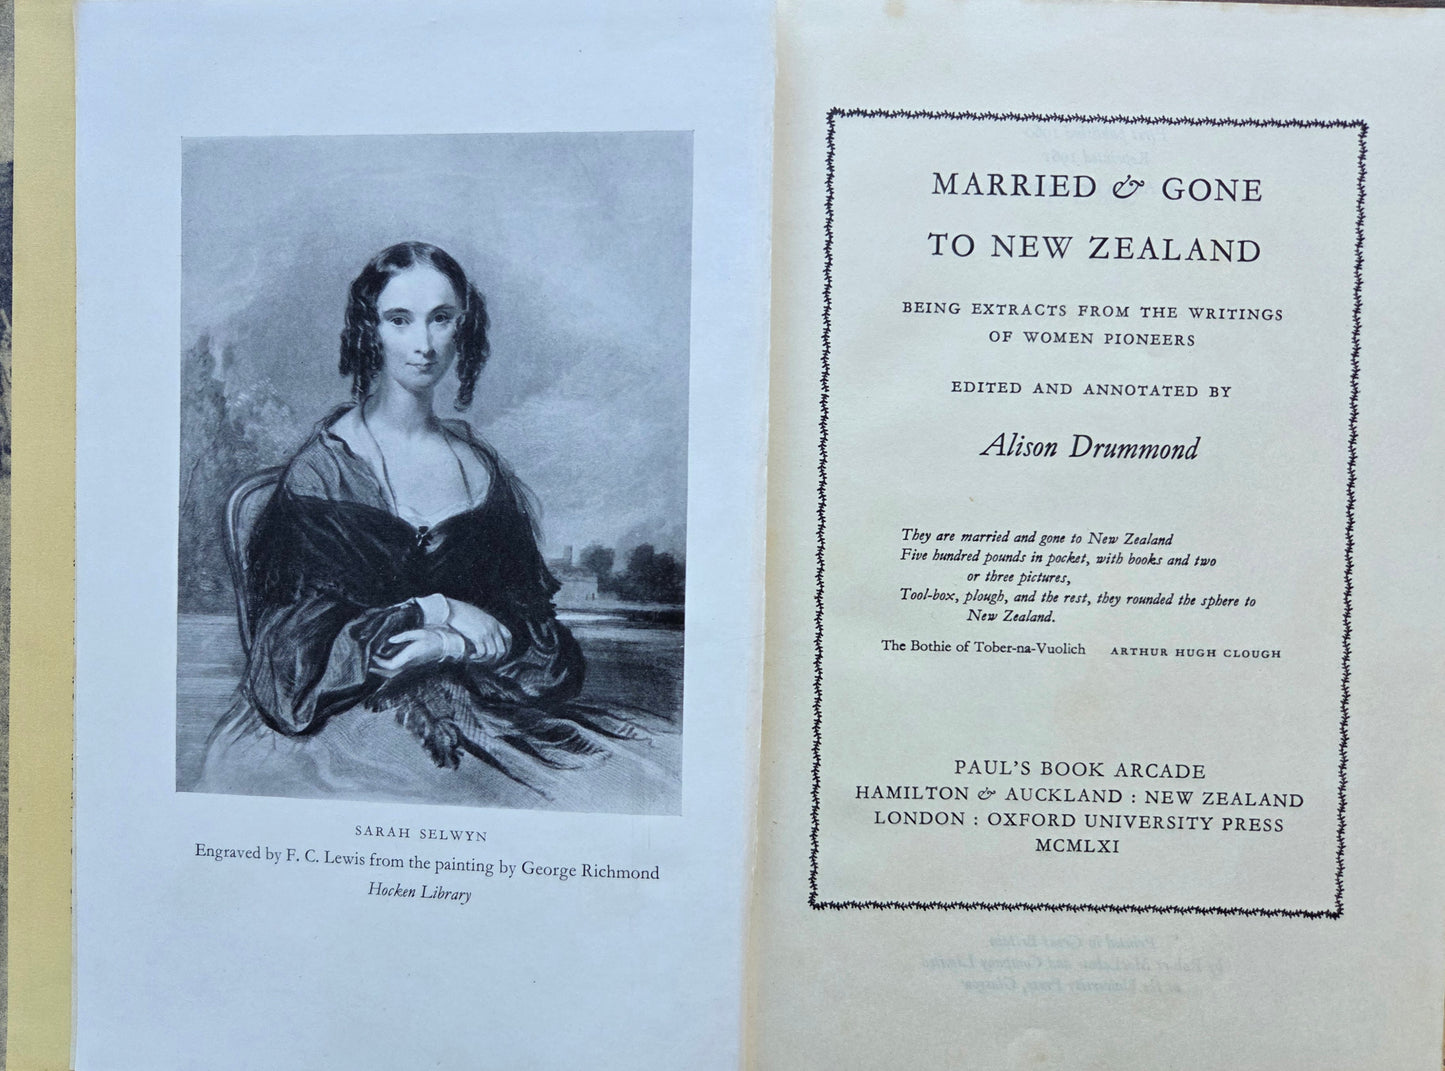 SARAH SELWYN
Engraved by F. C. Lewis from the painting by George Richmond
Hocken Library
MARRIED & GONE
TO NEW ZEALAND
BEING EXTRACTS FROM THE WRITINGS
OF WOMEN PIONEERS
EDITED AND ANNOTATED BY
Alison Drummond
They are married and gone to New Zealand
Five hundred pounds in pocket, with books and two
or three pictures,
Tool-box, plough, and the rest, they rounded the sphere to
New Zealand.
The Bothie of Tober-na-Vuolich ARTHUR HUGH CLOUGH
PAUL'S BOOK ARCADE
HAMILTON & AUCKLAND : NEW ZEALAND
LONDON : OXFORD UNIVERSITY PRESS
MCMLXI